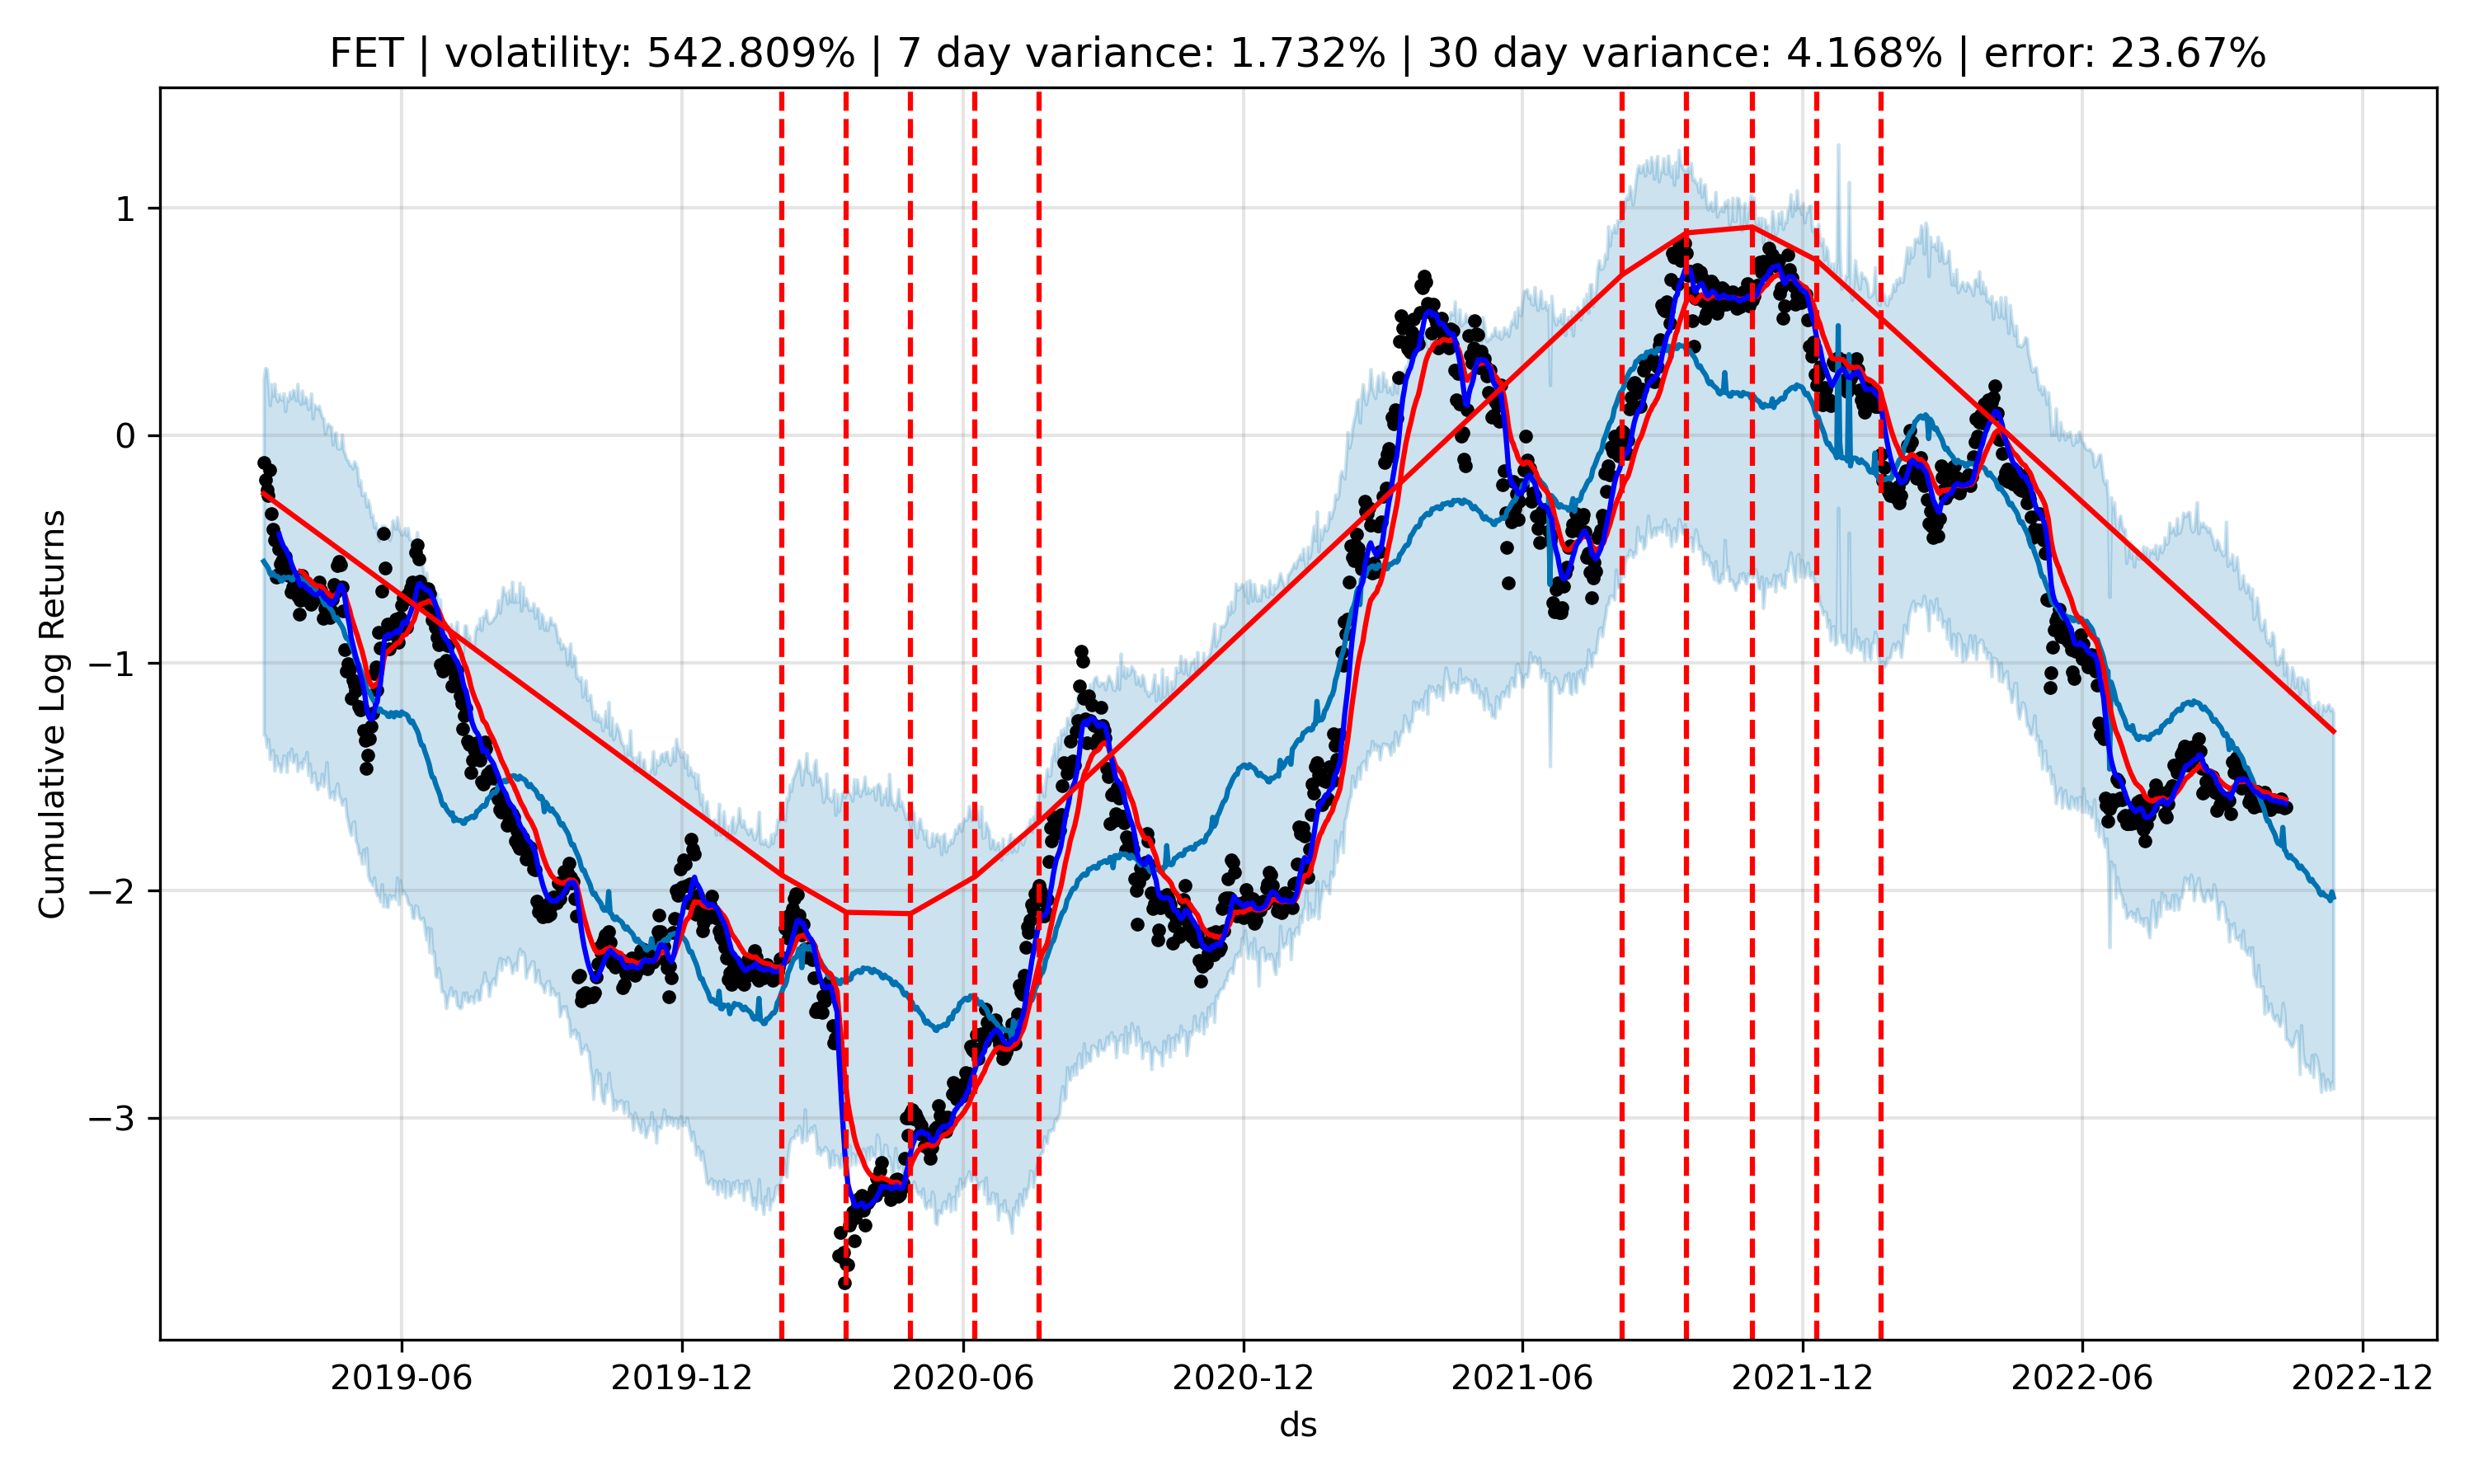 FET | volatility: 542.809% | 7 day variance: 1.732% | 30 day variance: 4.168% | error: 23.67%
Cumulative Log Returns
1
0
−1
−2
−3
2019-06 2019-12 2020-06 2020-12 2021-06 2021-12 2022-06 2022-12
ds